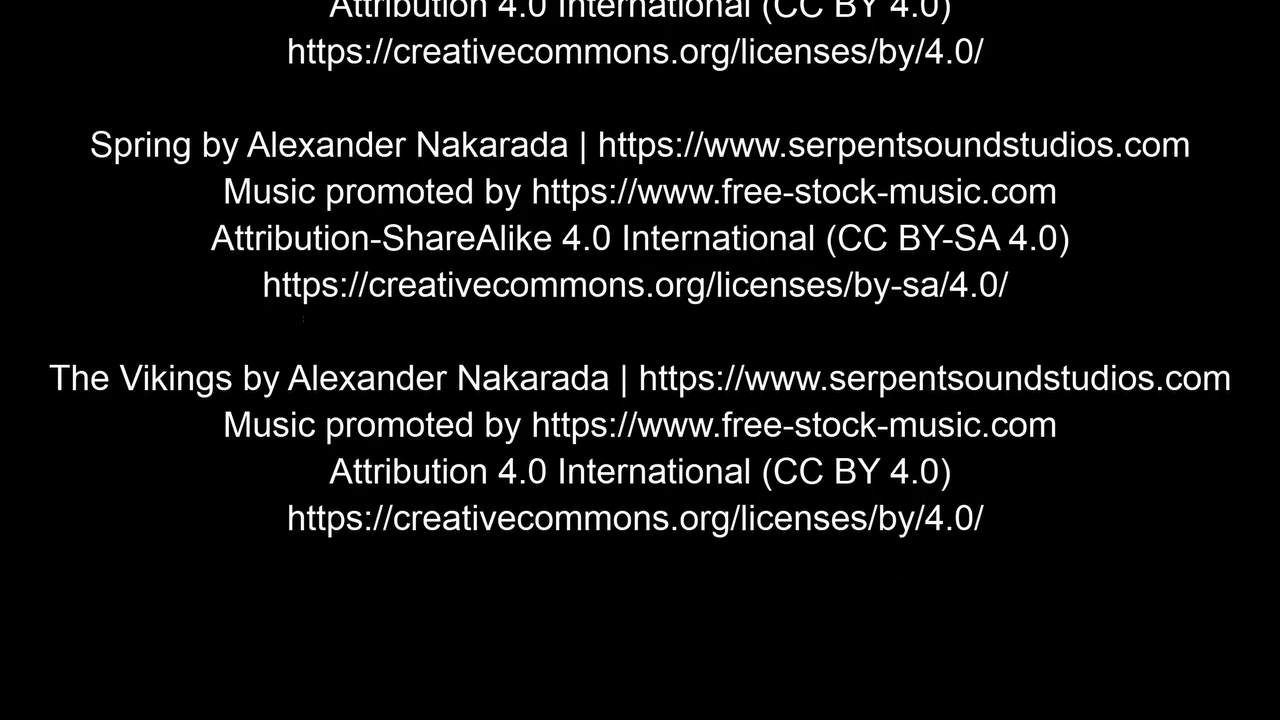 Attribution 4.0 International (CC BY 4.0)
https://creativecommons.org/licenses/by/4.0/
Spring by Alexander Nakarada | https://www.serpentsoundstudios.com
Music promoted by https://www.free-stock-music.com
Attribution-ShareAlike 4.0 International (CC BY-SA 4.0)
https://creativecommons.org/licenses/by-sa/4.0/
The Vikings by Alexander Nakarada | https://www.serpentsoundstudios.com
Music promoted by https://www.free-stock-music.com
Attribution 4.0 International (CC BY 4.0)
https://creativecommons.org/licenses/by/4.0/